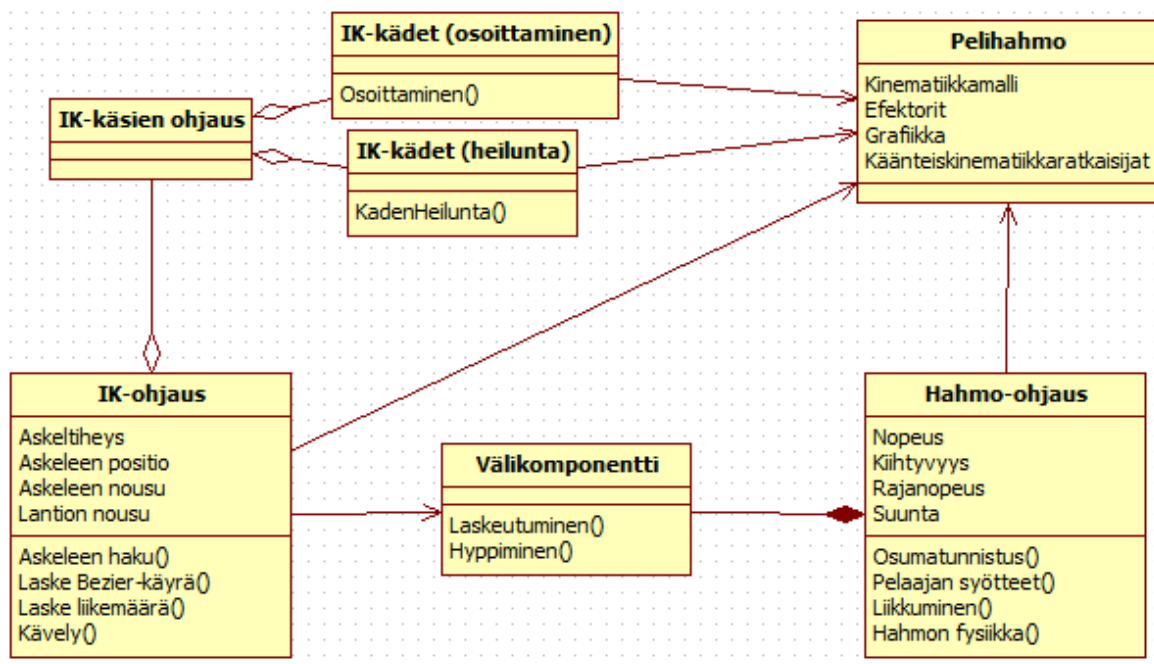 IK-kädet (osoittaminen)
Osoittaminen()
Pelihahmo
Kinematiikkamalli
Efektorit
Grafiikka
Käänteiskinematiikkaratkaisijat
IK-käsien ohjaus
IK-kädet (heilunta)
KadenHeilunta()
IK-ohjaus
Askeltiheys
Askeleen positio
Askeleen nousu
Lantion nousu
Askeleen haku()
Laske Bezier-käyrä()
Laske liikemäärä()
Kävely()
Välikomponentti
Laskeutuminen()
Hyppiminen()
Hahmo-ohjaus
Nopeus
Kiihtyvyys
Rajanopeus
Suunta
Osumatunnistus()
Pelaajan syötteet()
Liikkuminen()
Hahmon fysiikka()